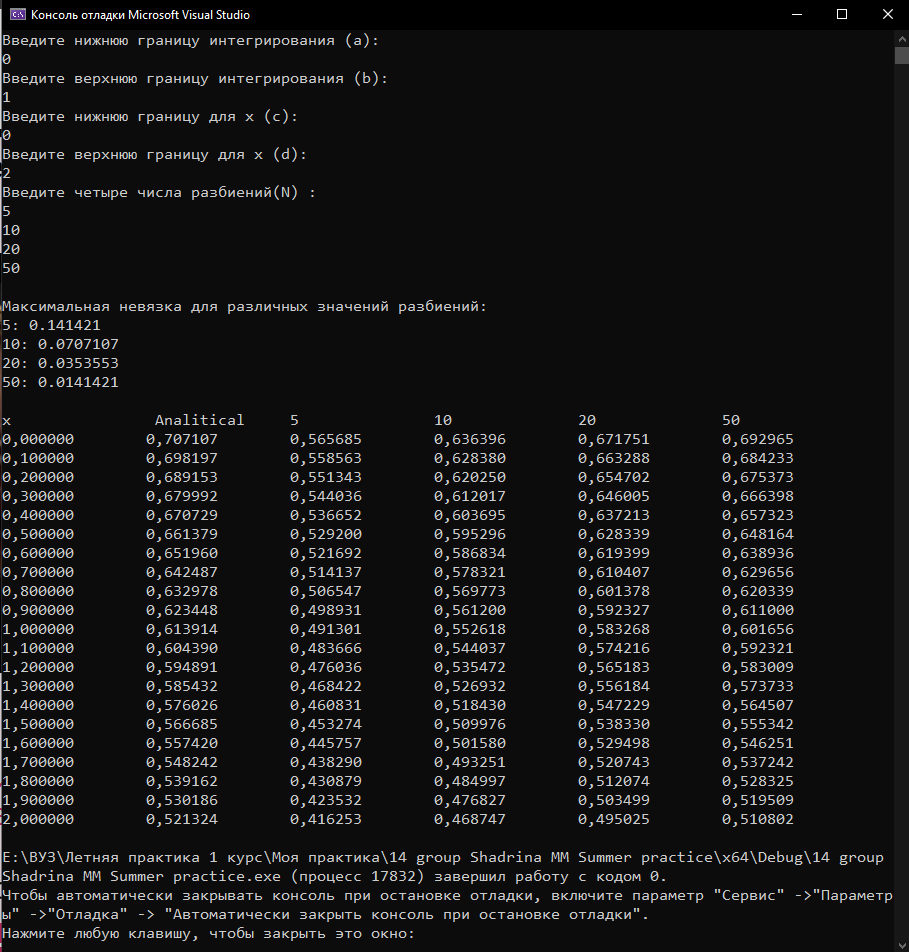 Консоль отладки Microsoft Visual Studio
Введите нижнюю границу интегрирования (a):
0
Введите верхнюю границу интегрирования (b):
1
Введите нижнюю границу для x (c):
0
Введите верхнюю границу для x (d):
2
Введите четыре числа разбиений(N) :
5
10
20
50
Максимальная невязка для различных значений разбиений:
5: 0.141421
10: 0.0707107
20: 0.0353553
50: 0.0141421
x Analitical 5 10 20 50
0,000000 0,707107 0,565685 0,636396 0,671751 0,692965
0,100000 0,698197 0,558563 0,628380 0,663288 0,684233
0,200000 0,689153 0,551343 0,620250 0,654702 0,675373
0,300000 0,679992 0,544036 0,612017 0,646005 0,666398
0,400000 0,670729 0,536652 0,603695 0,637213 0,657323
0,500000 0,661379 0,529200 0,595296 0,628339 0,648164
0,600000 0,651960 0,521692 0,586834 0,619399 0,638936
0,700000 0,642487 0,514137 0,578321 0,610407 0,629656
0,800000 0,632978 0,506547 0,569773 0,601378 0,620339
0,900000 0,623448 0,498931 0,561200 0,592327 0,611000
1,000000 0,613914 0,491301 0,552618 0,583268 0,601656
1,100000 0,604390 0,483666 0,544037 0,574216 0,592321
1,200000 0,594891 0,476036 0,535472 0,565183 0,583009
1,300000 0,585432 0,468422 0,526932 0,556184 0,573733
1,400000 0,576026 0,460831 0,518430 0,547229 0,564507
1,500000 0,566685 0,453274 0,509976 0,538330 0,555342
1,600000 0,557420 0,445757 0,501580 0,529498 0,546251
1,700000 0,548242 0,438290 0,493251 0,520743 0,537242
1,800000 0,539162 0,430879 0,484997 0,512074 0,528325
1,900000 0,530186 0,423532 0,476827 0,503499 0,519509
2,000000 0,521324 0,416253 0,468747 0,495025 0,510802
E:\ВУЗ\Летняя практика 1 курс\Моя практика\14 group Shadrina MM Summer practice\x64\Debug\14 group
Shadrina MM Summer practice.exe (процесс 17832) завершил работу с кодом 0.
Чтобы автоматически закрывать консоль при остановке отладки, включите параметр "Сервис" ->"Параметр
ы" ->"Отладка" -> "Автоматически закрыть консоль при остановке отладки".
Нажмите любую клавишу, чтобы закрыть это окно: